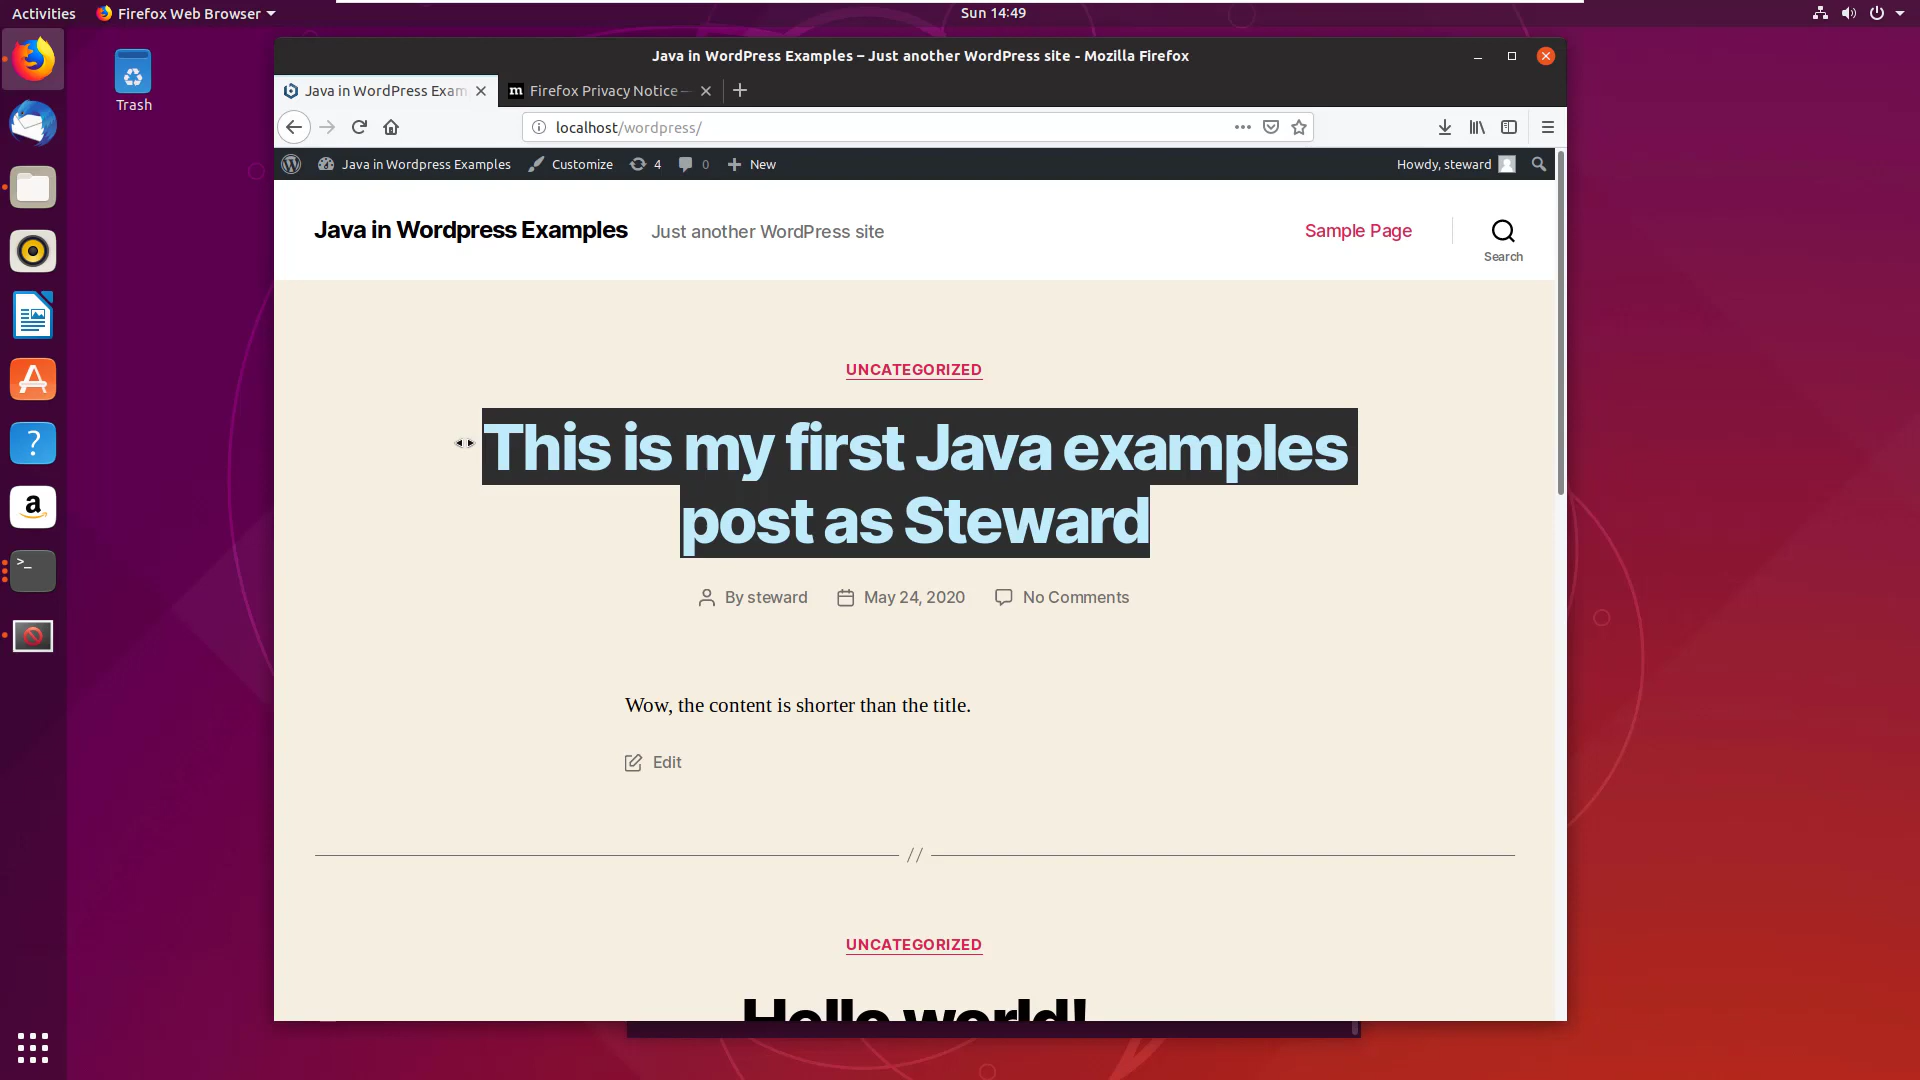 Activities Firefox Web Browser Sun 14:49
Trash
Java in WordPress Examples – Just another WordPress site - Mozilla Firefox
Java in WordPress Exam Firefox Privacy Notice —
localhost/wordpress/
Java in Wordpress Examples Customize 4 0 New Howdy, steward
Java in Wordpress Examples Just another WordPress site Sample Page
Search
UNCATEGORIZED
This is my first Java examples
post as Steward
By steward May 24, 2020 No Comments
Wow, the content is shorter than the title.
Edit
//
UNCATEGORIZED
Hello world!